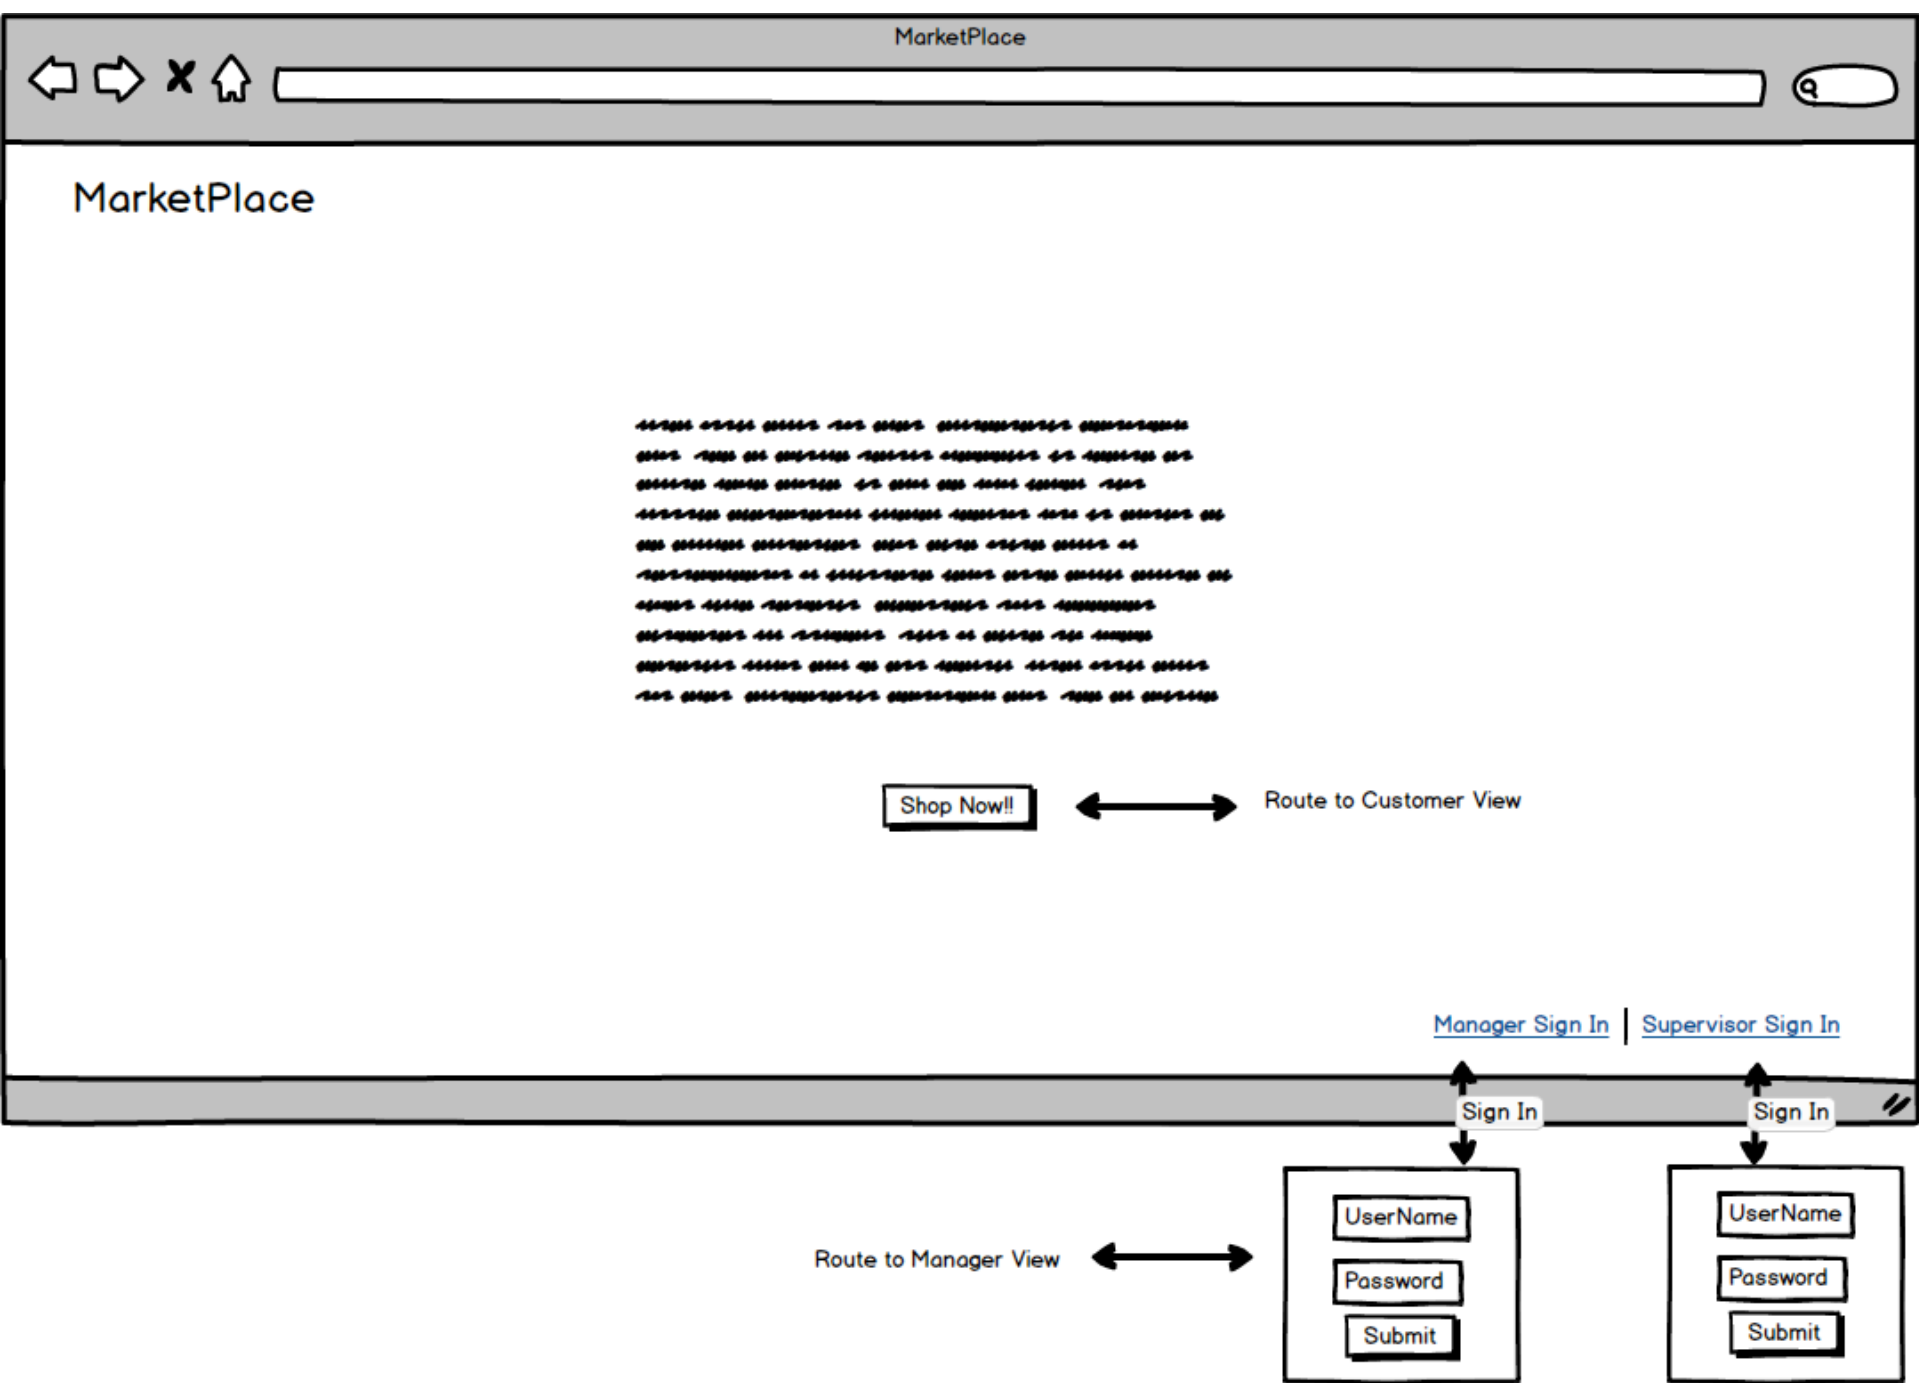 MarketPlace
MarketPlace
Shop Now!!
Route to Customer View
Manager Sign In | Supervisor Sign In
Sign In
Sign In
UserName
Password
Submit
Route to Manager View
UserName
Password
Submit